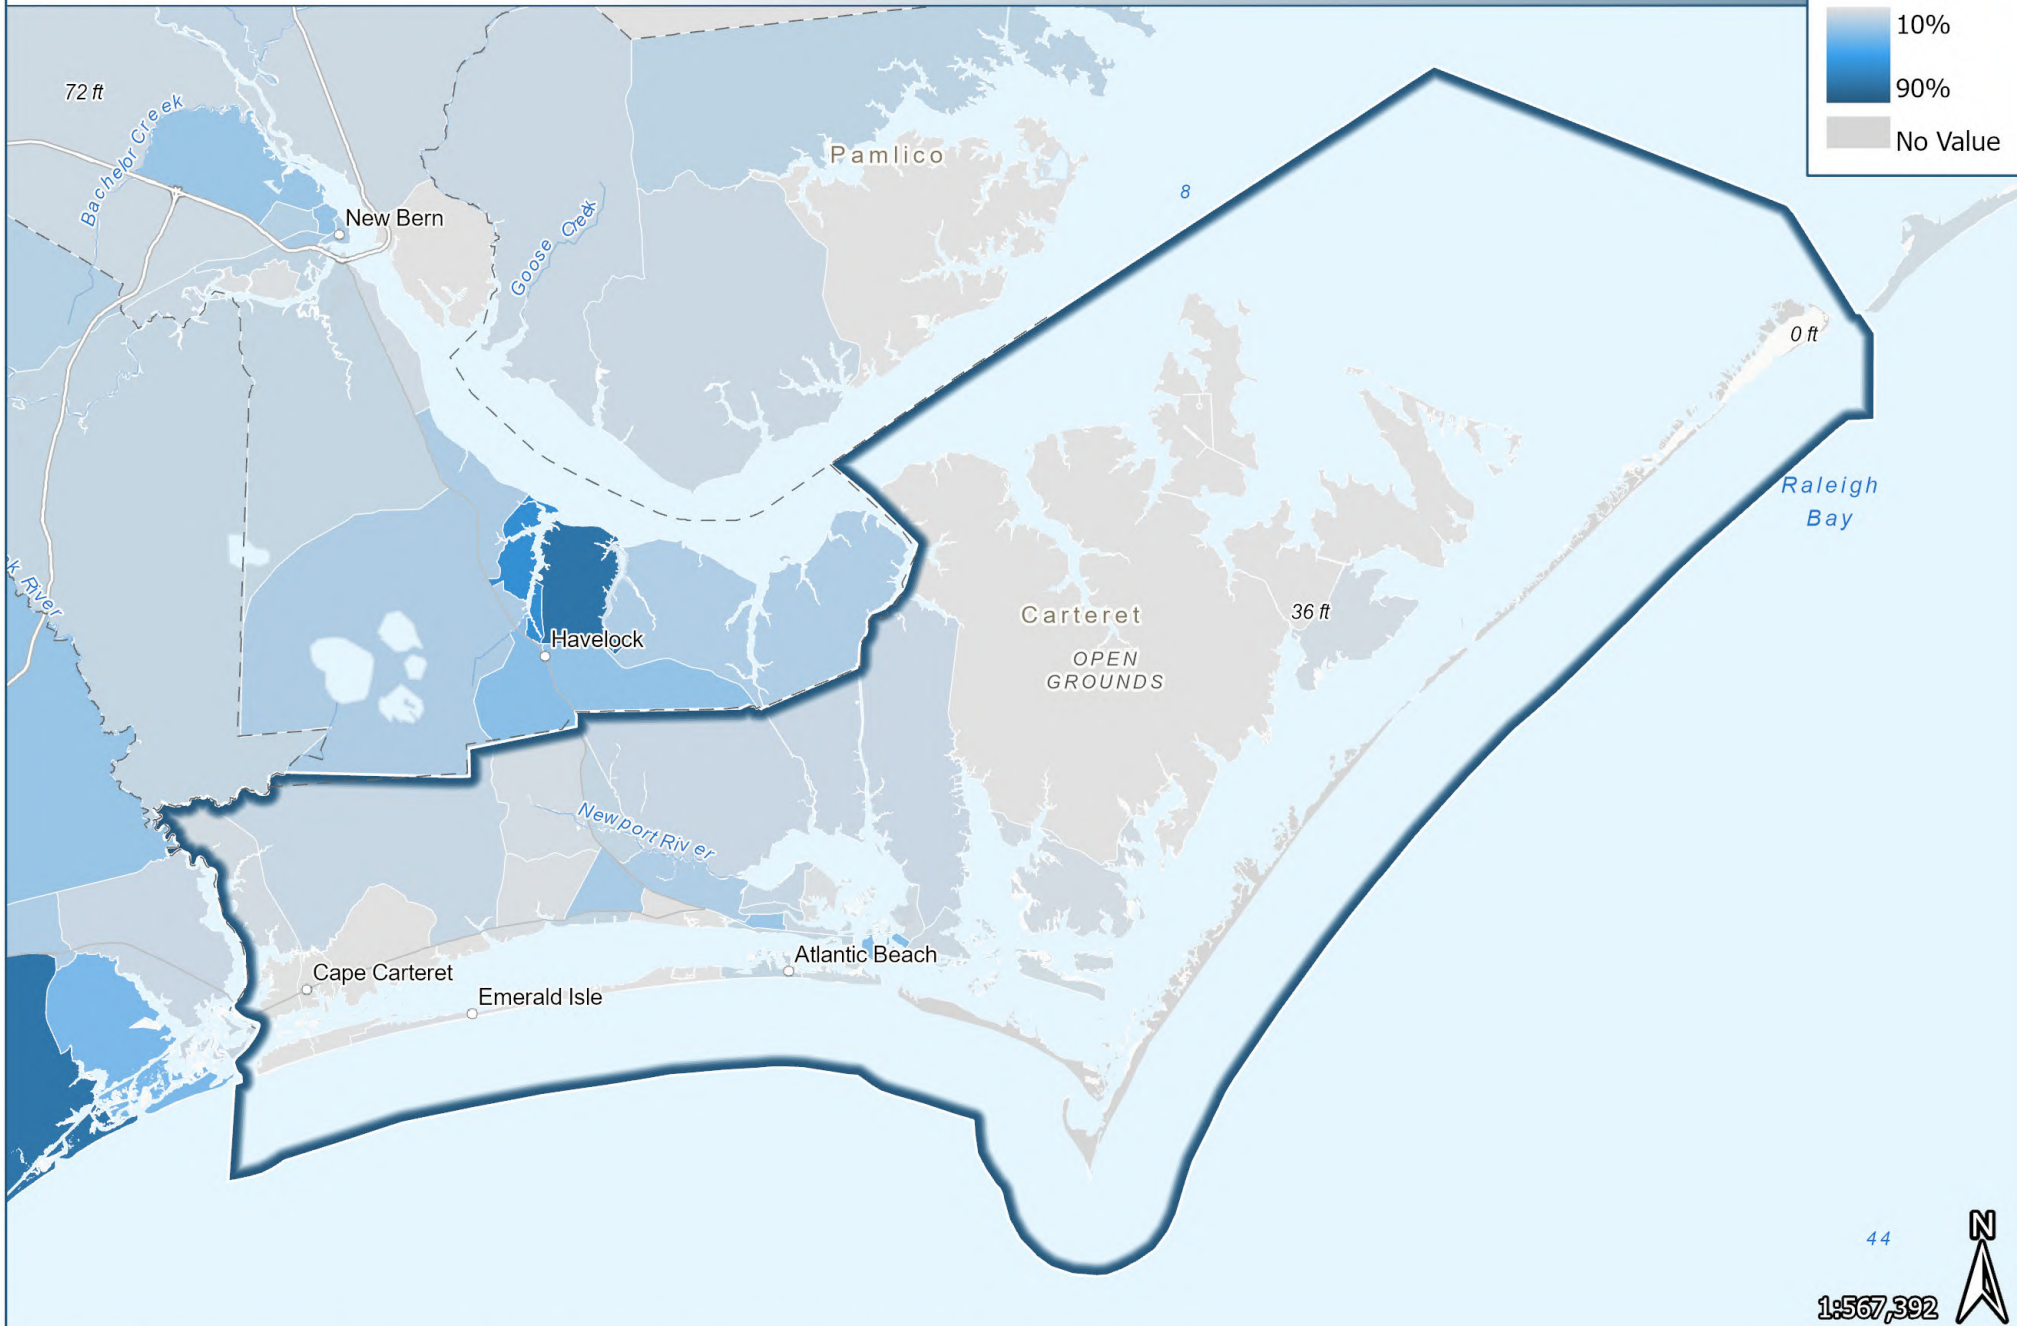 10%
90%
No Value
72 ft
Bachelor Creek
Pamlico
8
New Bern
Goose Creek
0 ft
Raleigh
Bay
k River
Carteret
36 ft
Havelock
OPEN
GROUNDS
Newport River
Atlantic Beach
Cape Carteret
Emerald Isle
44
N
1:567,392